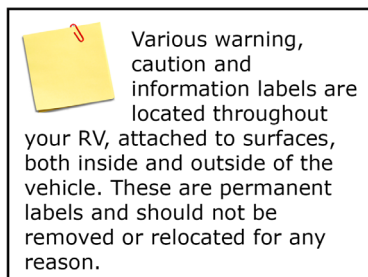 Various warning,
caution and
information labels are
located throughout
your RV, attached to surfaces,
both inside and outside of the
vehicle. These are permanent
labels and should not be
removed or relocated for any
reason.